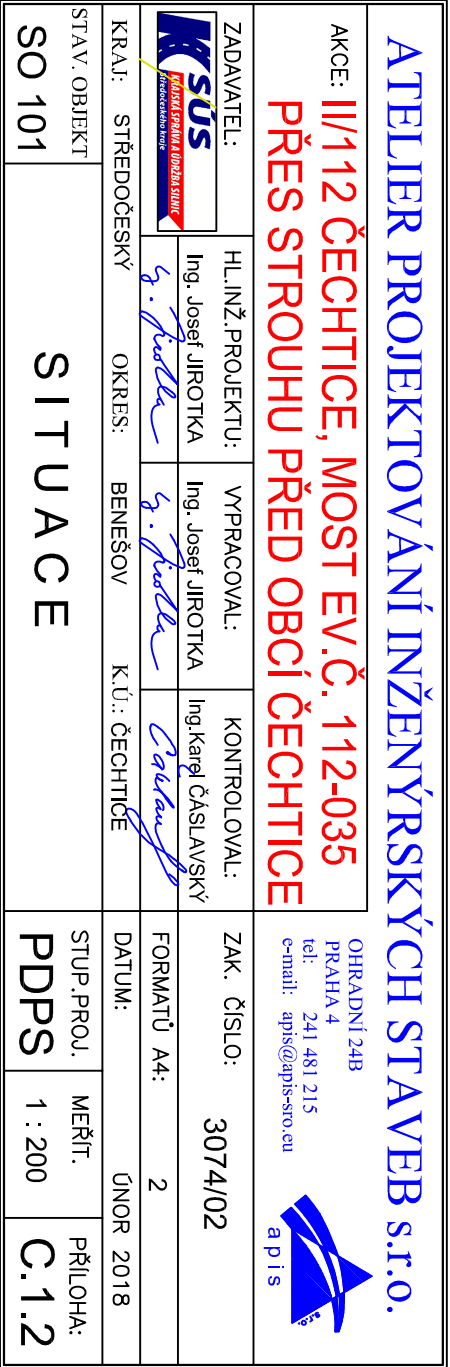 ATELIER PROJEKTOVÁNÍ INŽENÝRSKÝCH STAVEB s.r.o.
AKCE: II/112 ČECHTICE, MOST EV.Č. 112-035
PŘES STROUHU PŘED OBCÍ ČECHTICE
OHRADNÍ 24B
PRAHA 4
tel: 241 481 215
e-mail: apis@apis-sro.eu
s.r.o.
apis
ZADAVATEL:
KSÚS
KRAJSKÁ SPRÁVA A ÚDRŽBA SILNIC
Středočeského kraje
HL.INŽ.PROJEKTU: VYPRACOVAL: KONTROLOVAL:
Ing. Josef JIROTKA Ing. Josef JIROTKA Ing.Karel ČÁSLAVSKÝ
ZAK. ČÍSLO: 3074/02
FORMATŮ A4: 2
KRAJ: STŘEDOČESKÝ OKRES: BENEŠOV K.Ú.: ČECHTICE
DATUM: ÚNOR 2018
STAV. OBJEKT
SO 101
SITUACE
STUP.PROJ. MEŘÍT. PŘÍLOHA:
PDPS 1 : 200 C.1.2